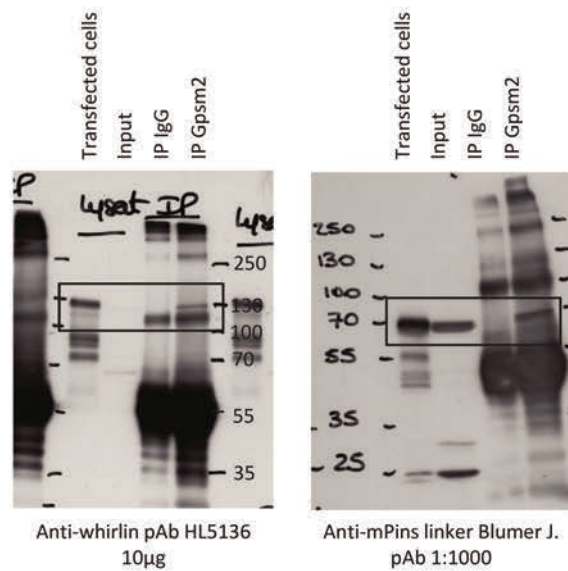 Transfected cells
Input
IP IgG
IP Gpsm2
Transfected cells
Input
IP IgG
IP Gpsm2
P
Lysat
IP
Lys
250
130
100
70
55
35
250
130
100
70
55
35
25
Anti-whirlin pAb HL5136
10µg
Anti-mPins linker Blumer J.
pAb 1:1000